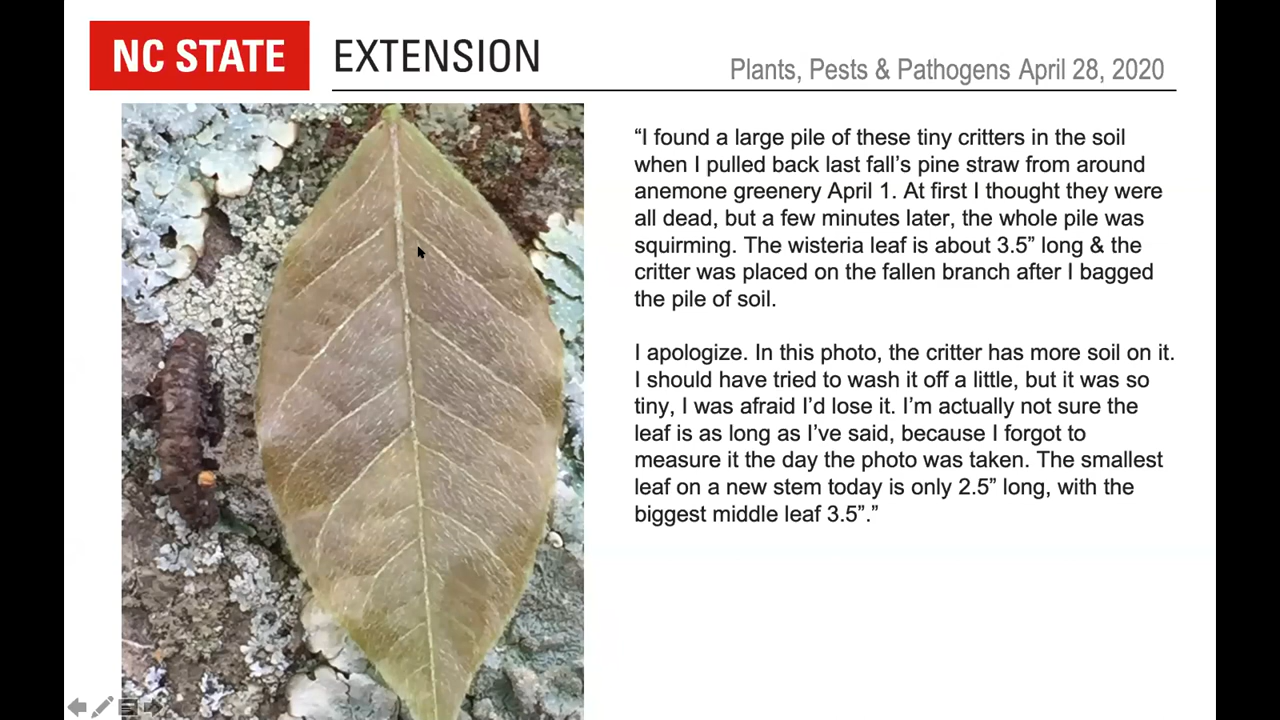 NC STATE EXTENSION
Plants, Pests & Pathogens April 28, 2020
“I found a large pile of these tiny critters in the soil
when I pulled back last fall’s pine straw from around
anemone greenery April 1. At first I thought they were
all dead, but a few minutes later, the whole pile was
squirming. The wisteria leaf is about 3.5” long & the
critter was placed on the fallen branch after I bagged
the pile of soil.
I apologize. In this photo, the critter has more soil on it.
I should have tried to wash it off a little, but it was so
tiny, I was afraid I’d lose it. I’m actually not sure the
leaf is as long as I’ve said, because I forgot to
measure it the day the photo was taken. The smallest
leaf on a new stem today is only 2.5” long, with the
biggest middle leaf 3.5”.”